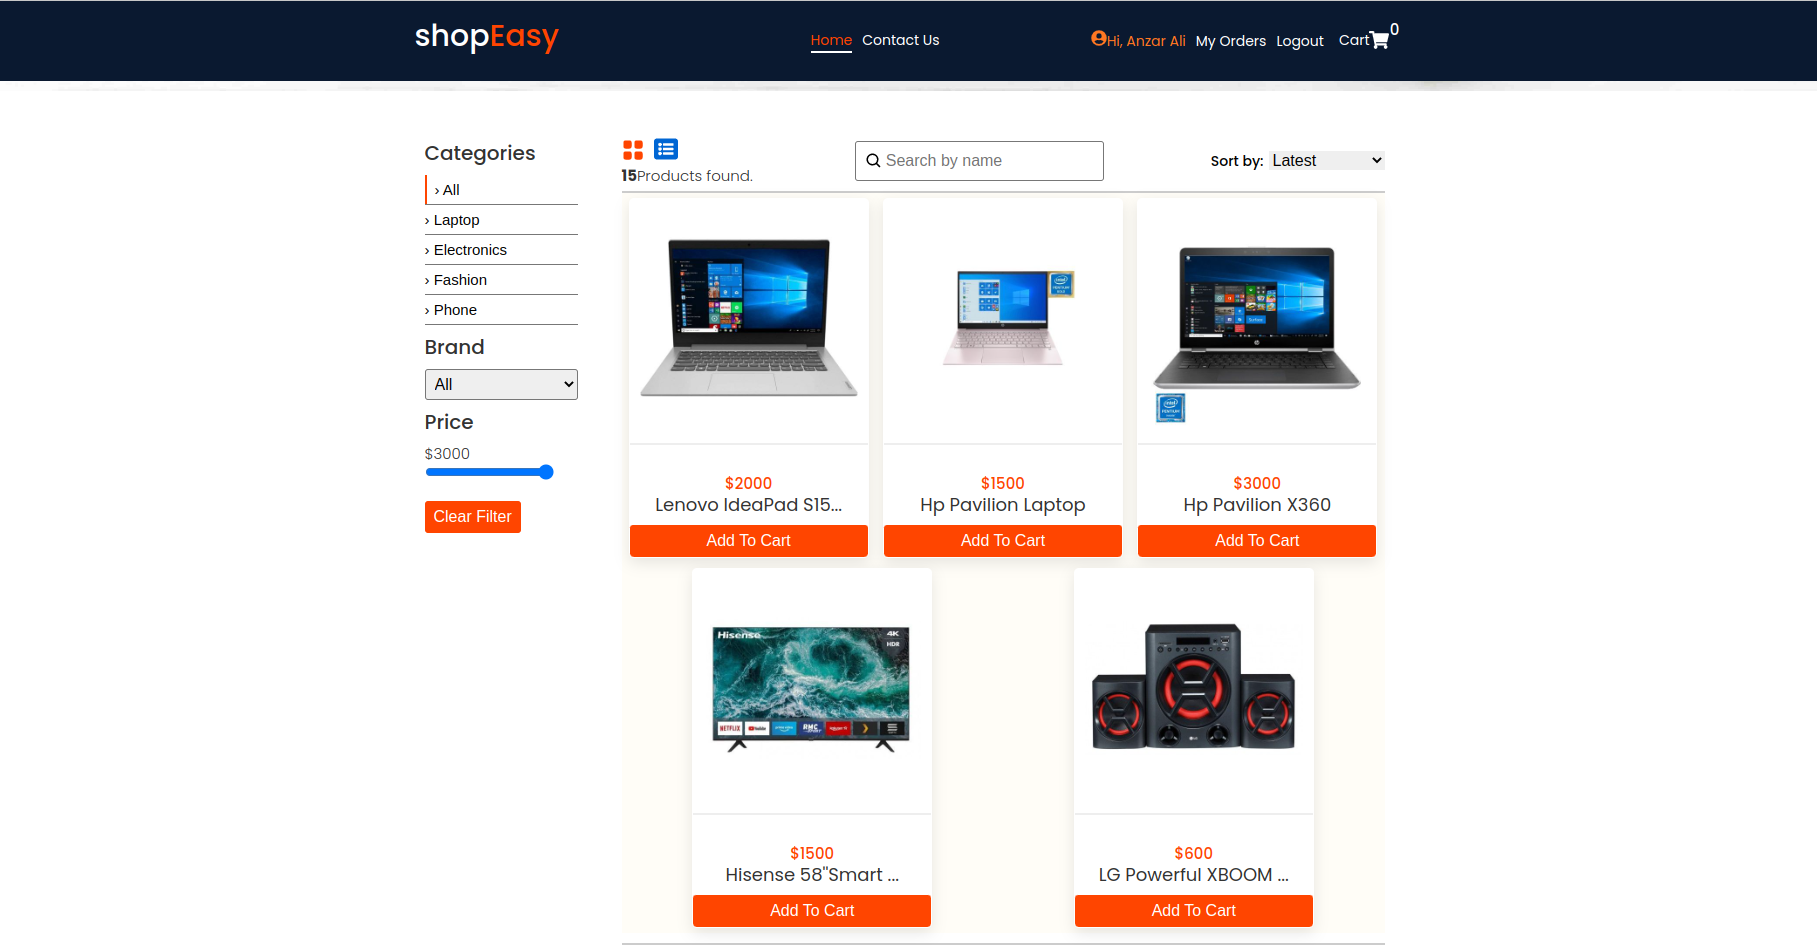 shopEasy
Home Contact Us
Hi, Anzar Ali My Orders Logout Cart 0
Categories
› All
› Laptop
› Electronics
› Fashion
› Phone
Brand
All
Price
$3000
Clear Filter
15Products found.
Search by name
Sort by: Latest
$2000
Lenovo IdeaPad S15...
Add To Cart
$1500
Hp Pavilion Laptop
Add To Cart
$3000
Hp Pavilion X360
Add To Cart
Hisense
4K
HDR
NETFLIX YouTube
$1500
Hisense 58"Smart ...
Add To Cart
$600
LG Powerful XBOOM ...
Add To Cart